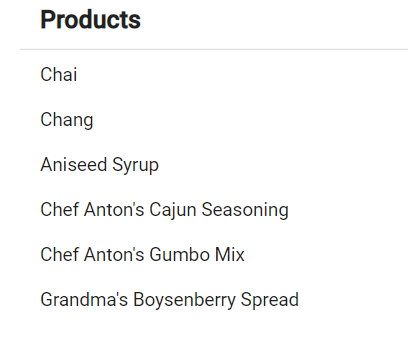 Products
Chai
Chang
Aniseed Syrup
Chef Anton's Cajun Seasoning
Chef Anton's Gumbo Mix
Grandma's Boysenberry Spread